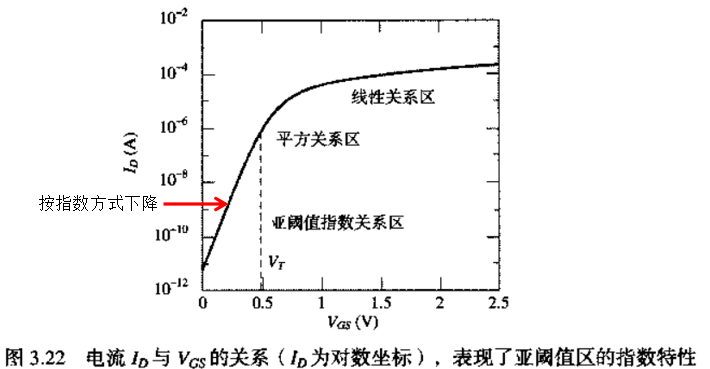 10⁻²
10⁻⁴
线性关系区
10⁻⁶
平方关系区
I_D (A)
10⁻⁸
按指数方式下降
亚阈值指数关系区
10⁻¹⁰
V_T
10⁻¹²
0 0.5 1 1.5 2 2.5
V_GS (V)
图 3.22 电流 I_D 与 V_GS 的关系（I_D 为对数坐标），表现了亚阈值区的指数特性